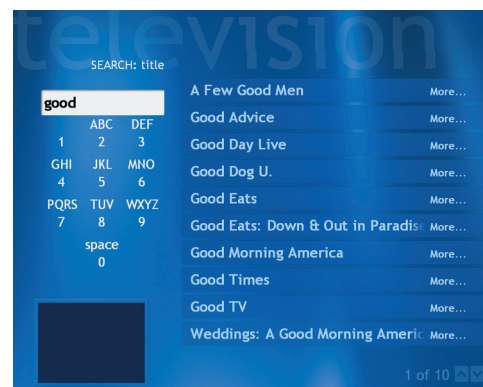 television
SEARCH: title
good
ABC DEF
1 2 3
GHI JKL MNO
4 5 6
PQRS TUV WXYZ
7 8 9
space
0
A Few Good Men More...
Good Advice More...
Good Day Live More...
Good Dog U. More...
Good Eats More...
Good Eats: Down & Out in Paradise More...
Good Morning America More...
Good Times More...
Good TV More...
Weddings: A Good Morning Americ More...
1 of 10